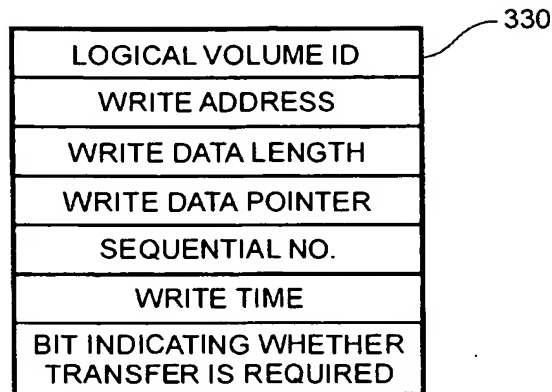 330
LOGICAL VOLUME ID
WRITE ADDRESS
WRITE DATA LENGTH
WRITE DATA POINTER
SEQUENTIAL NO.
WRITE TIME
BIT INDICATING WHETHER
TRANSFER IS REQUIRED